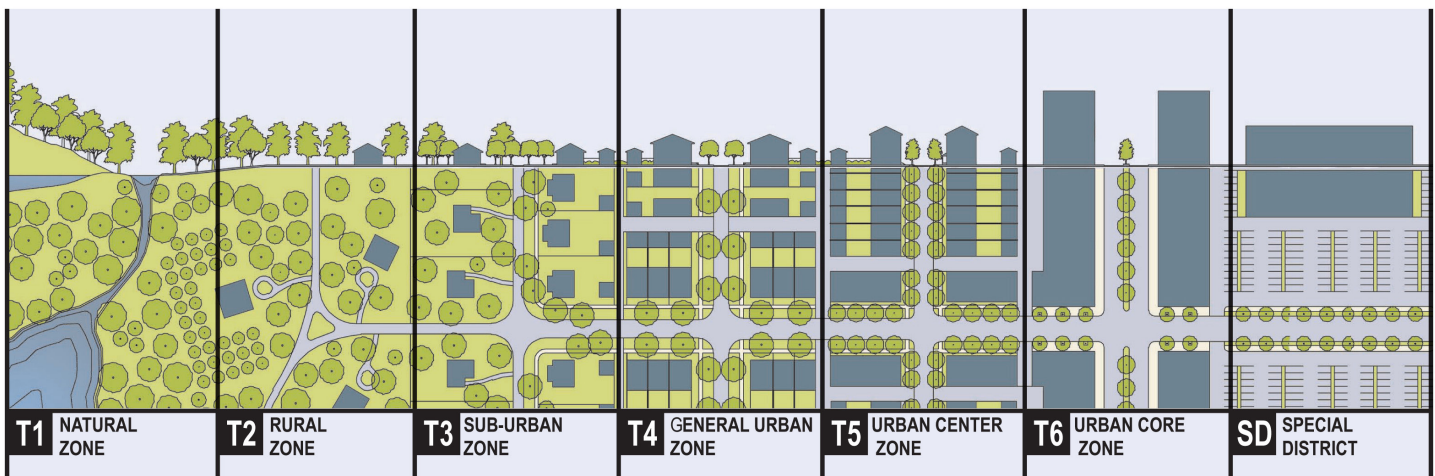 T1 NATURAL
ZONE
T2 RURAL
ZONE
T3 SUB-URBAN
ZONE
T4 GENERAL URBAN
ZONE
T5 URBAN CENTER
ZONE
T6 URBAN CORE
ZONE
SD SPECIAL
DISTRICT